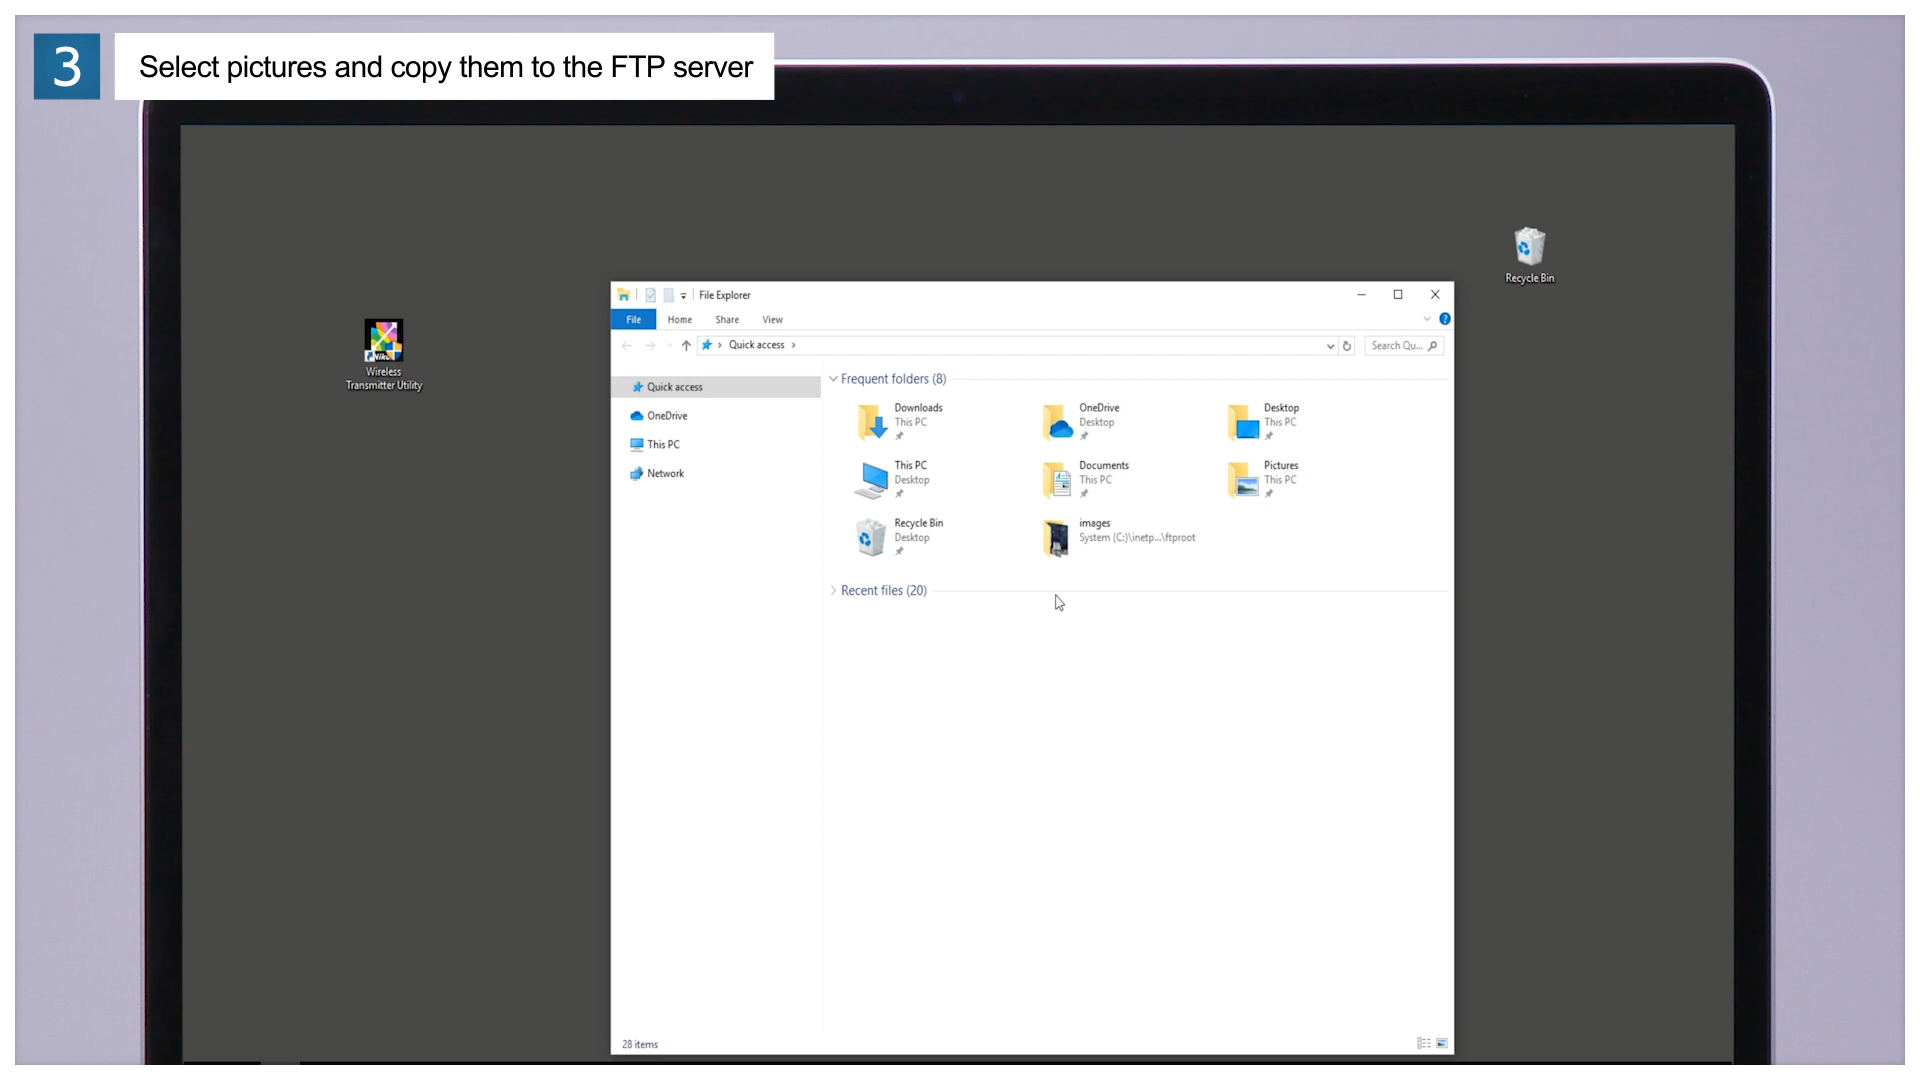 3
Select pictures and copy them to the FTP server
Recycle Bin
Wireless
Transmitter Utility
File Explorer
File Home Share View
Quick access
Search Qu...
Quick access
OneDrive
This PC
Network
Frequent folders (8)
Downloads
This PC
OneDrive
Desktop
Desktop
This PC
This PC
Desktop
Documents
This PC
Pictures
This PC
Recycle Bin
Desktop
images
System (C:)\inetp...\ftproot
Recent files (20)
28 items